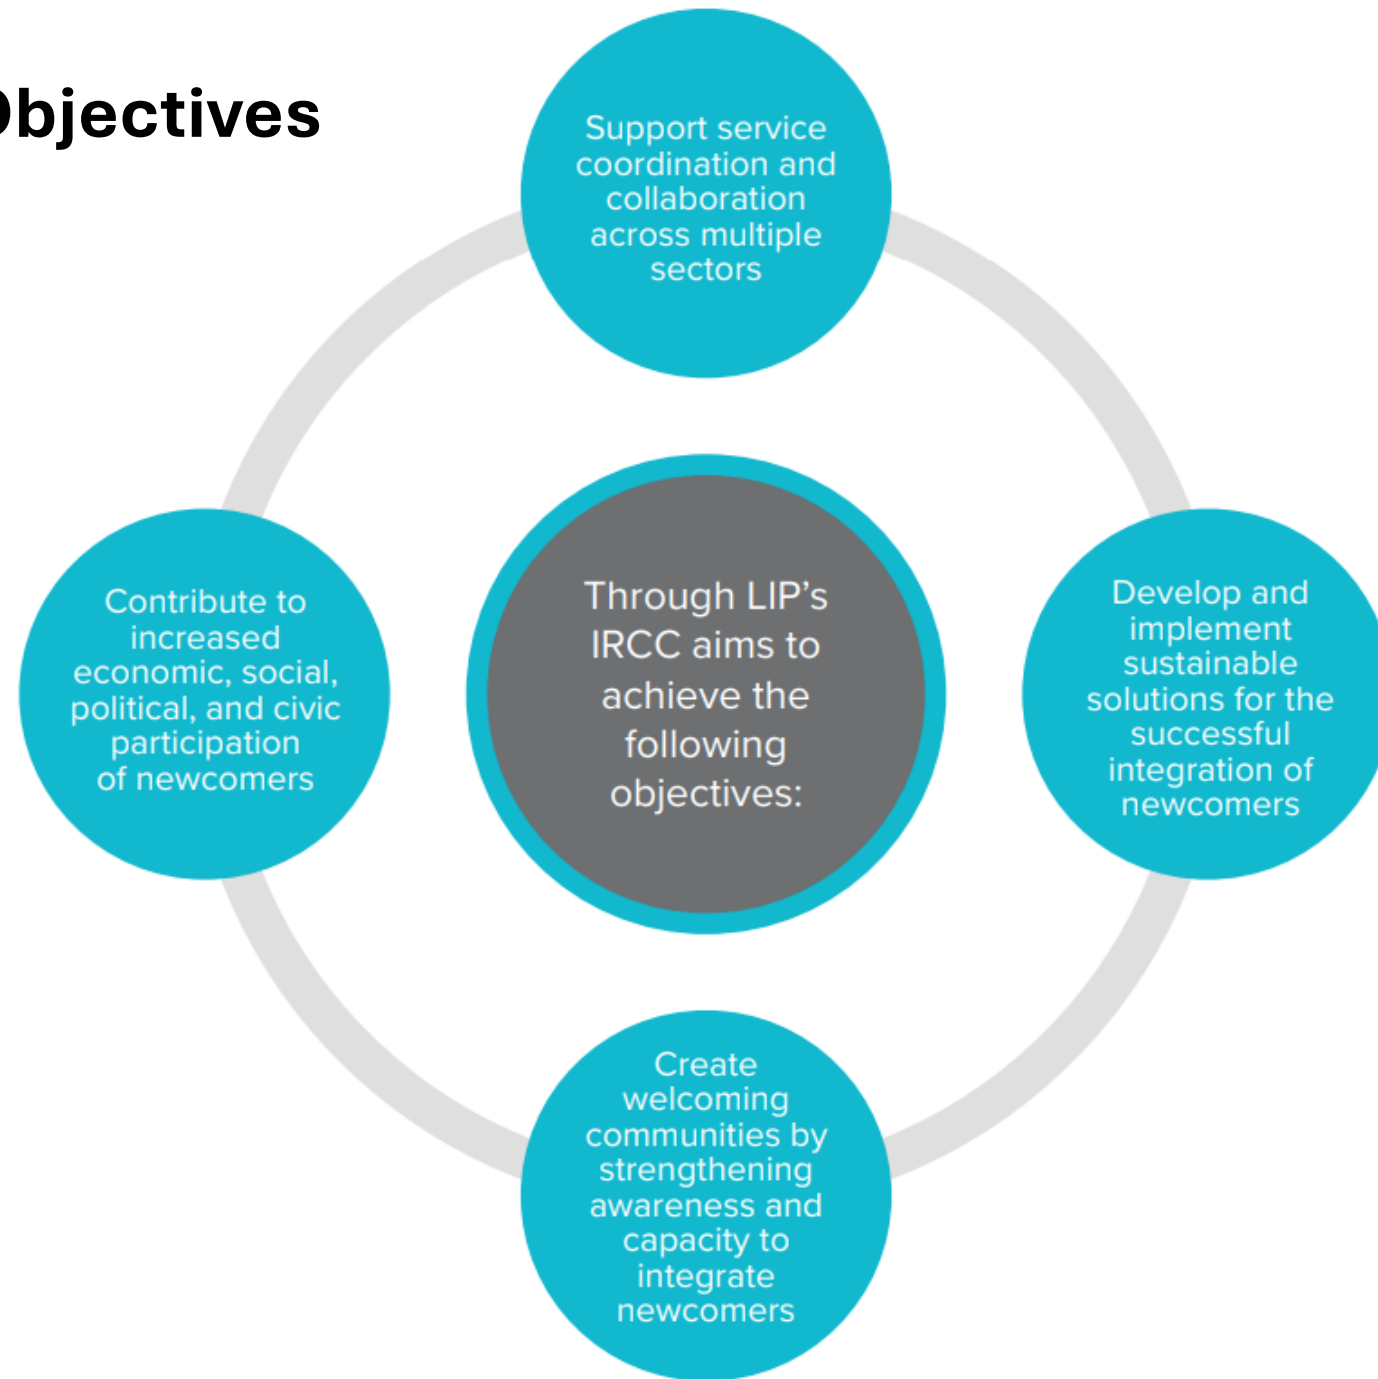 Objectives
Support service
coordination and
collaboration
across multiple
sectors
Contribute to
increased
economic, social,
political, and civic
participation
of newcomers
Through LIP’s
IRCC aims to
achieve the
following
objectives:
Develop and
implement
sustainable
solutions for the
successful
integration of
newcomers
Create
welcoming
communities by
strengthening
awareness and
capacity to
integrate
newcomers